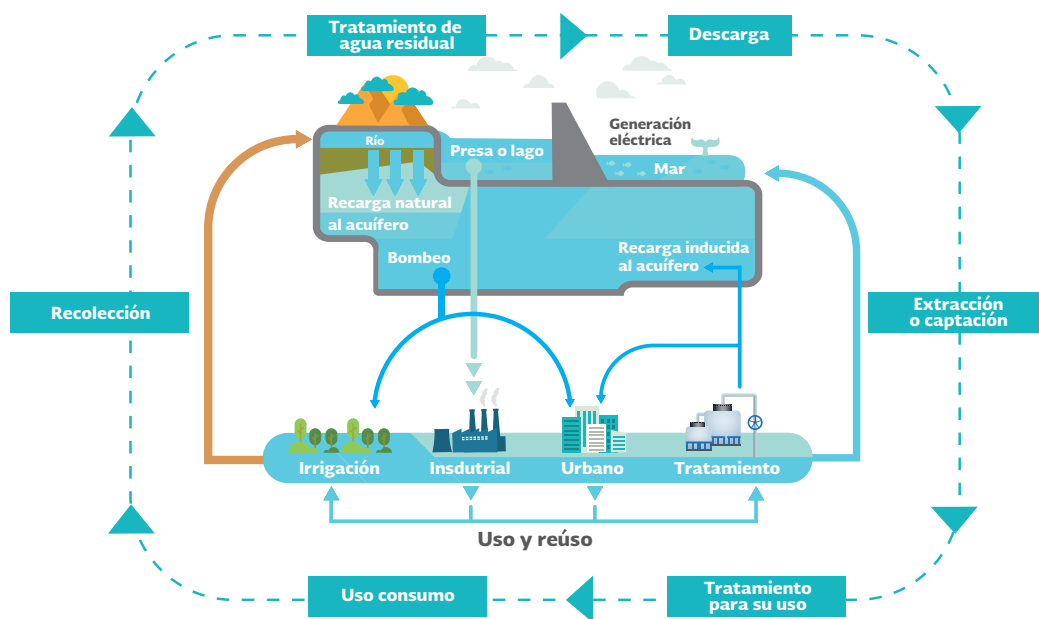 Tratamiento de
agua residual
Descarga
Generación
eléctrica
Río
Presa o lago
Mar
Recarga natural
al acuífero
Bombeo
Recarga inducida
al acuífero
Recolección
Extracción
o captación
Irrigación
Insdutrial
Urbano
Tratamiento
Uso y reúso
Uso consumo
Tratamiento
para su uso